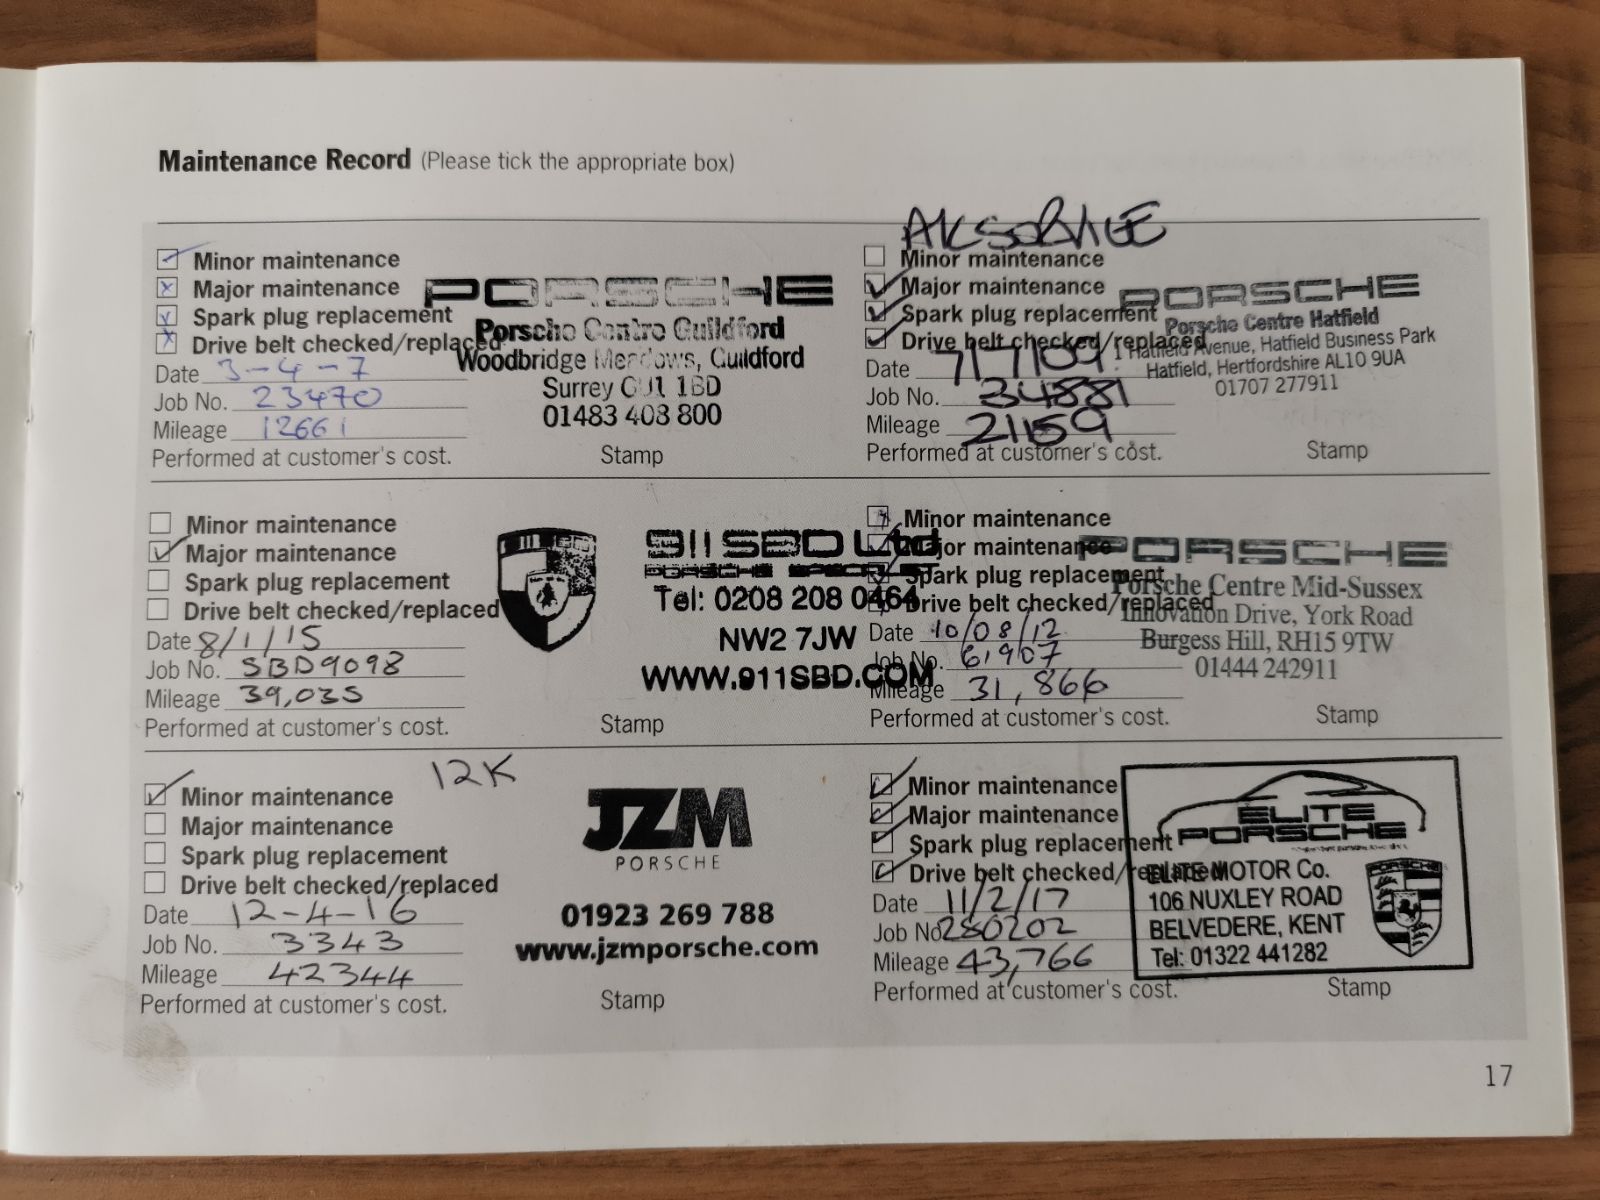 Maintenance Record (Please tick the appropriate box)
Minor maintenance
Major maintenance
Spark plug replacement
Drive belt checked/replaced
Date 3-4-7
Job No. 23470
Mileage 12661
Performed at customer's cost.
PORSCHE
Porsche Centre Guildford
Woodbridge Meadows, Guildford
Surrey GU1 1BD
01483 408 800
Stamp
Minor maintenance
Major maintenance
Spark plug replacement
Drive belt checked/replaced
Date 7/7/09
Job No. 34881
Mileage 21159
Performed at customer's cost.
PORSCHE
Porsche Centre Hatfield
1 Hatfield Avenue, Hatfield Business Park
Hatfield, Hertfordshire AL10 9UA
01707 277911
Stamp
Minor maintenance
Major maintenance
Spark plug replacement
Drive belt checked/replaced
Date 8/1/15
Job No. SBD9098
Mileage 39,035
Performed at customer's cost.
911SBD Ltd
PORSCHE SPECIALIST
Tel: 0208 208 0464
NW2 7JW
WWW.911SBD.COM
Stamp
Minor maintenance
Major maintenance
Spark plug replacement
Drive belt checked/replaced
Date 10/08/12
Job No. 61907
Mileage 31,866
Performed at customer's cost.
PORSCHE
Porsche Centre Mid-Sussex
Innovation Drive, York Road
Burgess Hill, RH15 9TW
01444 242911
Stamp
12K
Minor maintenance
Major maintenance
Spark plug replacement
Drive belt checked/replaced
Date 12-4-16
Job No. 3343
Mileage 42344
Performed at customer's cost.
JZM
PORSCHE
01923 269 788
www.jzmporsche.com
Stamp
Minor maintenance
Major maintenance
Spark plug replacement
Drive belt checked/replaced
Date 11/2/17
Job No 280202
Mileage 43,766
Performed at customer's cost.
ELITE
PORSCHE
ELITE MOTOR Co.
106 NUXLEY ROAD
BELVEDERE, KENT
Tel: 01322 441282
PORSCHE
Stamp
17